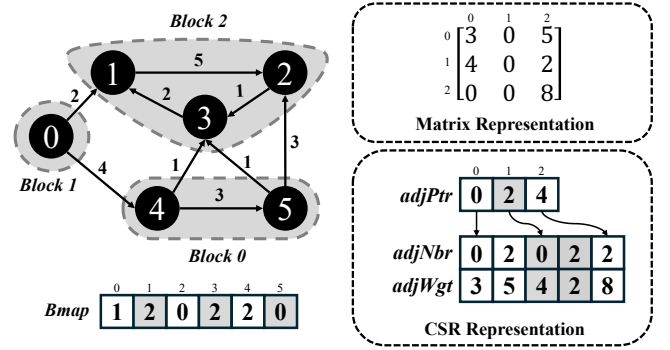 Block 2
1 5 2
2 2 1
3
0
Block 1
4 1 1 3
4 3 5
Block 0
0 1 2 3 4 5
Bmap 1 2 0 2 2 0
0 1 2
0 [3 0 5]
1 [4 0 2]
2 [0 0 8]
Matrix Representation
0 1 2
adjPtr 0 2 4
adjNbr 0 2 0 2 2
adjWgt 3 5 4 2 8
CSR Representation